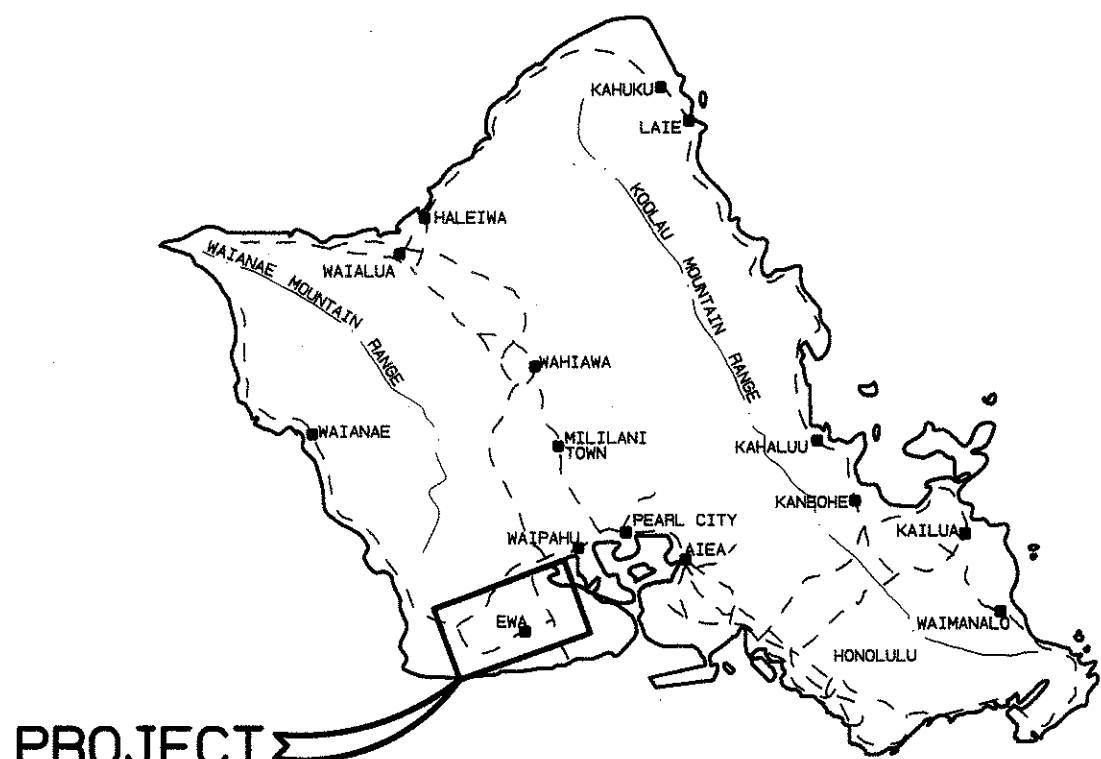 KAHUKU
LAIE
HALEIWA
WAIALUA
WAIANAE MOUNTAIN RANGE
KOOLAU MOUNTAIN RANGE
WAHIAWA
WAIANAE
MILILANI
TOWN
KAHALUU
KANEOHE
KAILUA
PEARL CITY
WAIPAHU
AIEA
EWA
WAIMANALO
HONOLULU
PROJECT